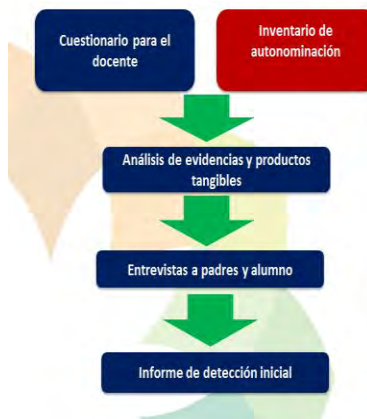 Cuestionario para el
docente
Inventario de
autonominación
Análisis de evidencias y productos
tangibles
Entrevistas a padres y alumno
Informe de detección inicial